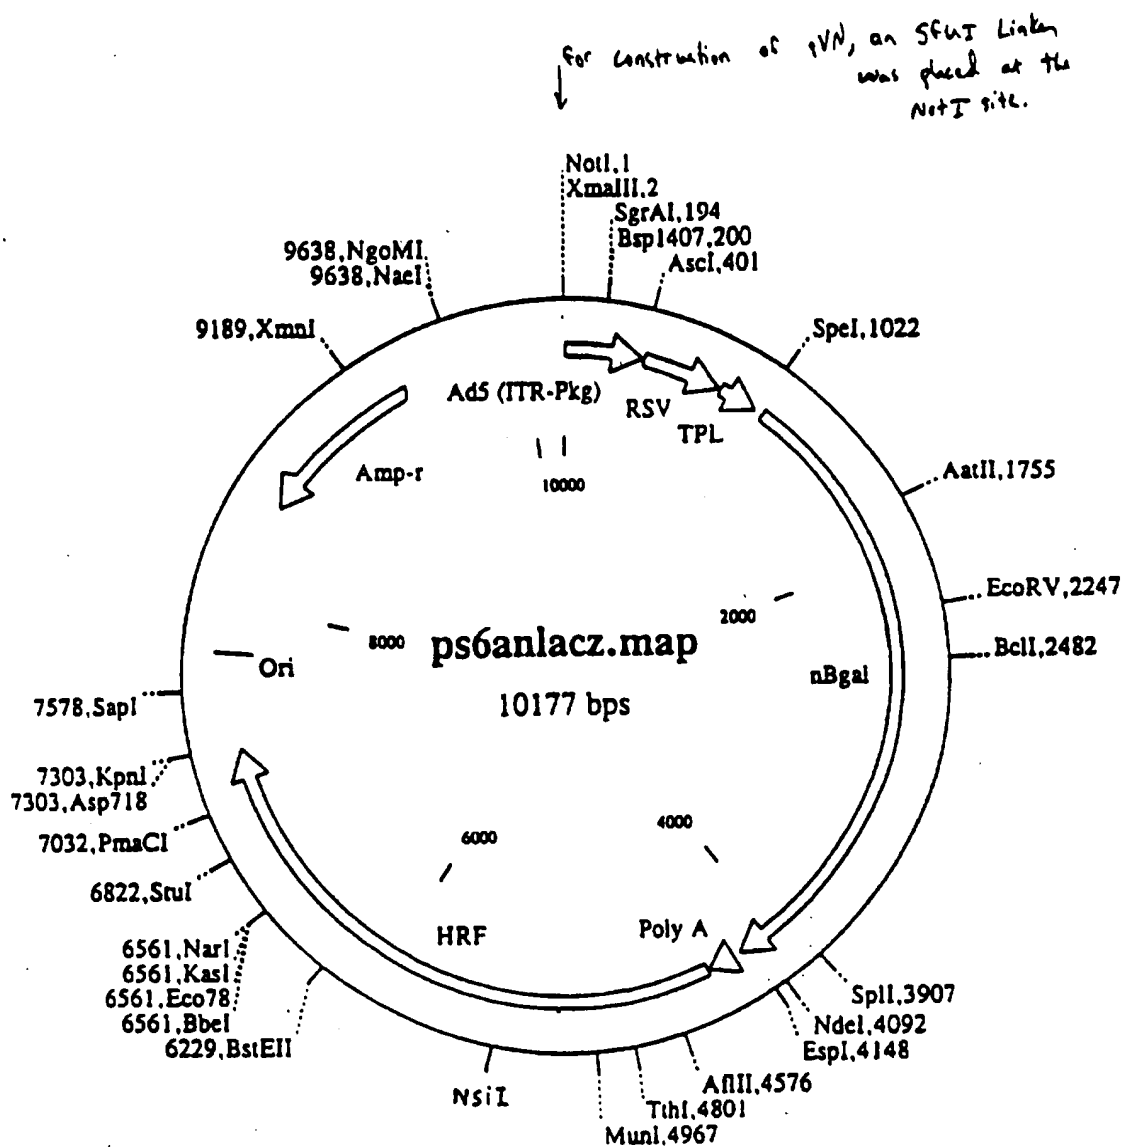 for construction of pVN, an SfuI Linker
was placed at the
NotI site.
NotI,1
XmaIII,2
SgrAI,194
Bsp1407,200
AscI,401
9638,NgoMI
9638,NaeI
9189,XmnI
SpeI,1022
Ad5 (ITR-Pkg)
RSV
TPL
Amp-r
10000
AatII,1755
EcoRV,2247
2000
8000
ps6anlacz.map
BclI,2482
Ori
nBgal
7578,SapI
10177 bps
7303,KpnI
7303,Asp718
7032,PmaCI
4000
6000
6822,StuI
Poly A
HRF
6561,NarI
6561,KasI
6561,Eco78
6561,BbeI
6229,BstEII
SplI,3907
NdeI,4092
EspI,4148
AflII,4576
NsiI
TthI,4801
MunI,4967